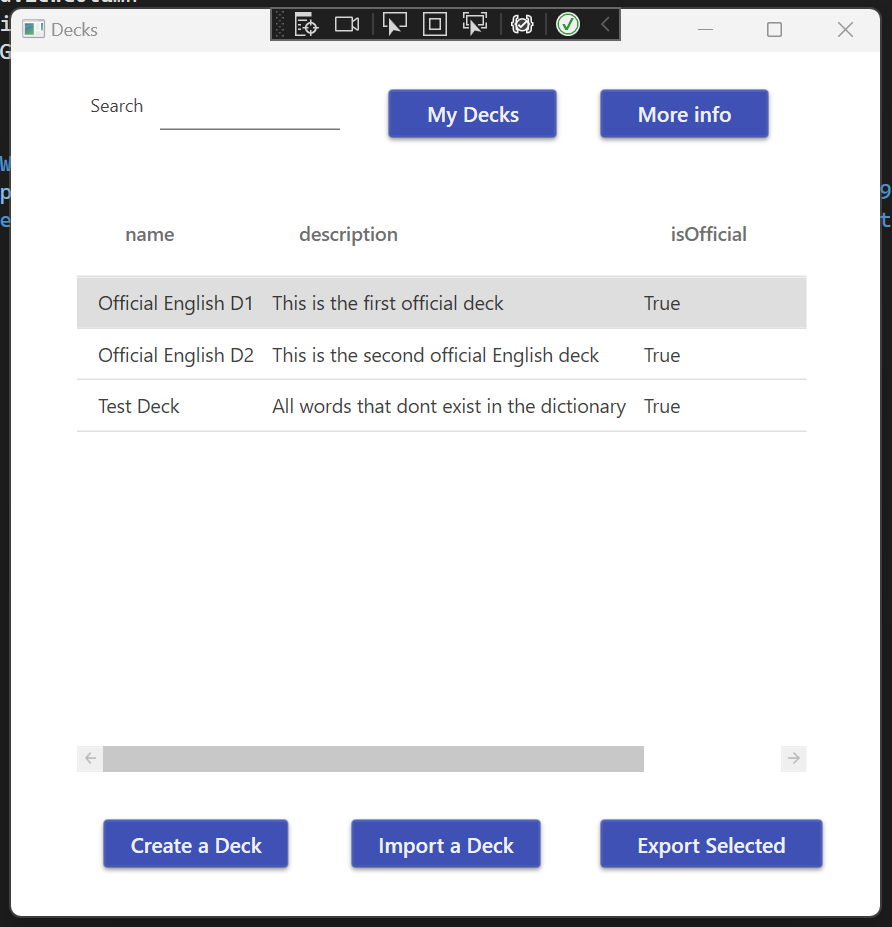 Decks
Search
My Decks
More info
name description isOfficial
Official English D1 This is the first official deck True
Official English D2 This is the second official English deck True
Test Deck All words that dont exist in the dictionary True
Create a Deck Import a Deck Export Selected